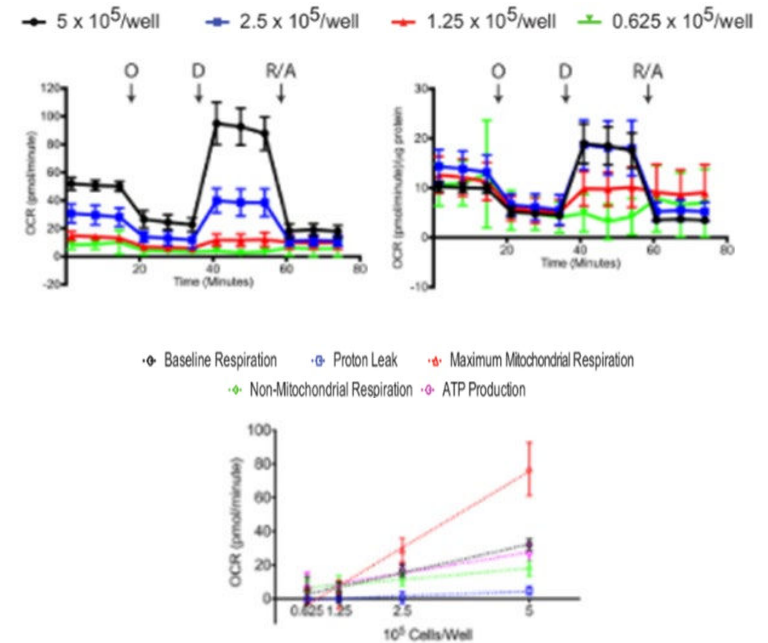 5 x 10⁵/well 2.5 x 10⁵/well 1.25 x 10⁵/well 0.625 x 10⁵/well
O D R/A O D R/A
OCR (pmol/minute)
120
100
80
60
40
20
0
-20
20 40 60 80
Time (Minutes)
OCR (pmol/minute)/ug protein
30
20
10
0
-10
20 40 60 80
Time (Minutes)
Baseline Respiration Proton Leak Maximum Mitochondrial Respiration
Non-Mitochondrial Respiration ATP Production
OCR (pmol/minute)
100
80
60
40
20
0
0.625 1.25 2.5 5
10⁵ Cells/Well